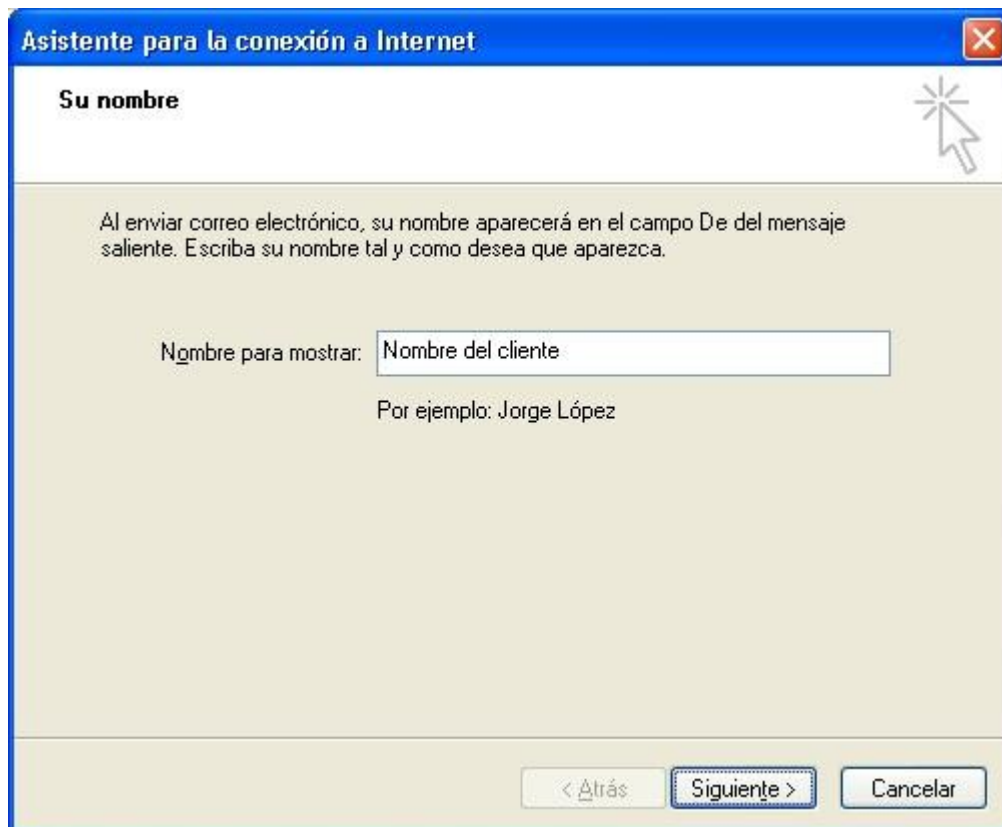 Asistente para la conexión a Internet
Su nombre
Al enviar correo electrónico, su nombre aparecerá en el campo De del mensaje
saliente. Escriba su nombre tal y como desea que aparezca.
Nombre para mostrar: Nombre del cliente
Por ejemplo: Jorge López
< Atrás Siguiente > Cancelar